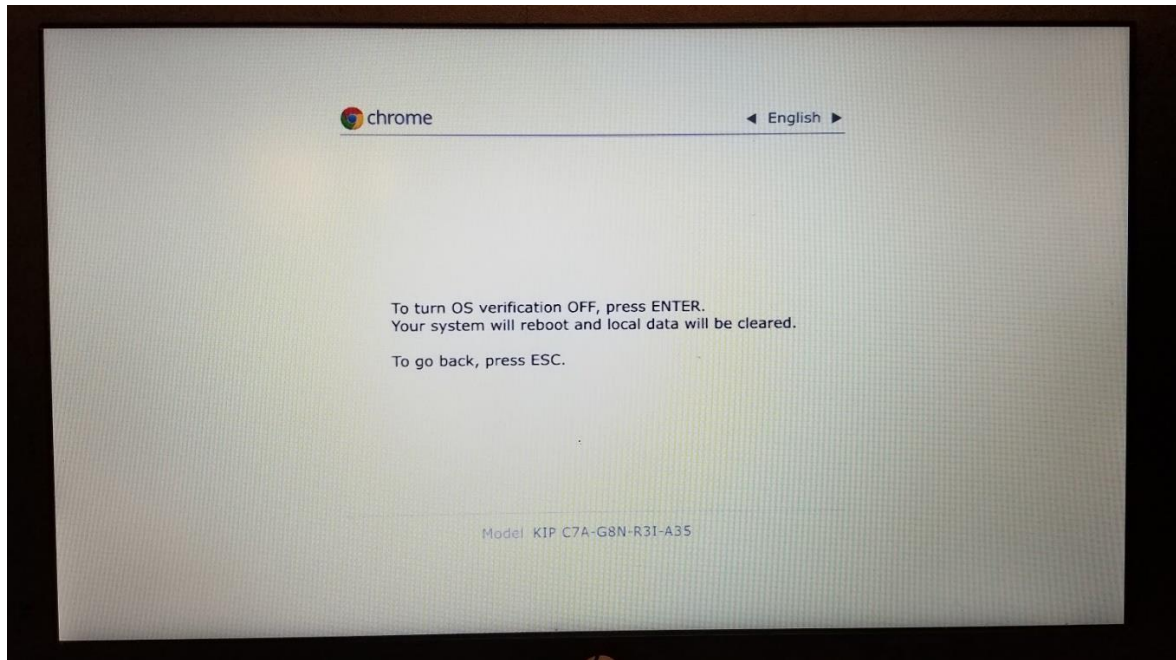 chrome
◀ English ▶
To turn OS verification OFF, press ENTER.
Your system will reboot and local data will be cleared.
To go back, press ESC.
Model KIP C7A-G8N-R3I-A35